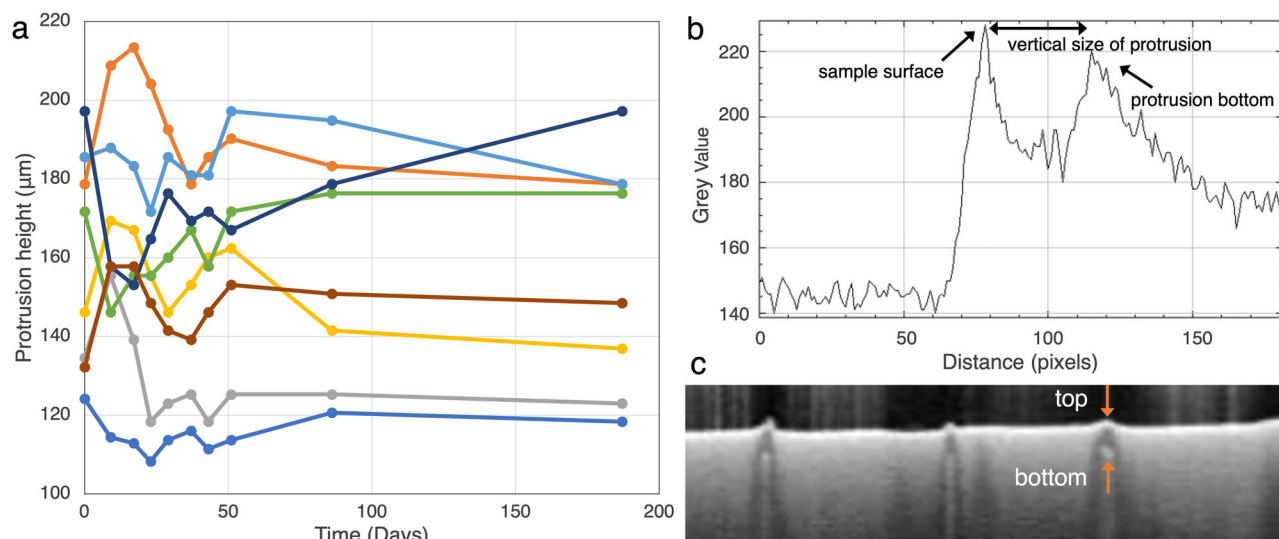 a
220
200
180
160
140
120
100
0
50
100
150
200
Protrusion height (µm)
Time (Days)
b
220
200
180
160
140
0
50
100
150
Grey Value
Distance (pixels)
sample surface
vertical size of protrusion
protrusion bottom
c
top
bottom